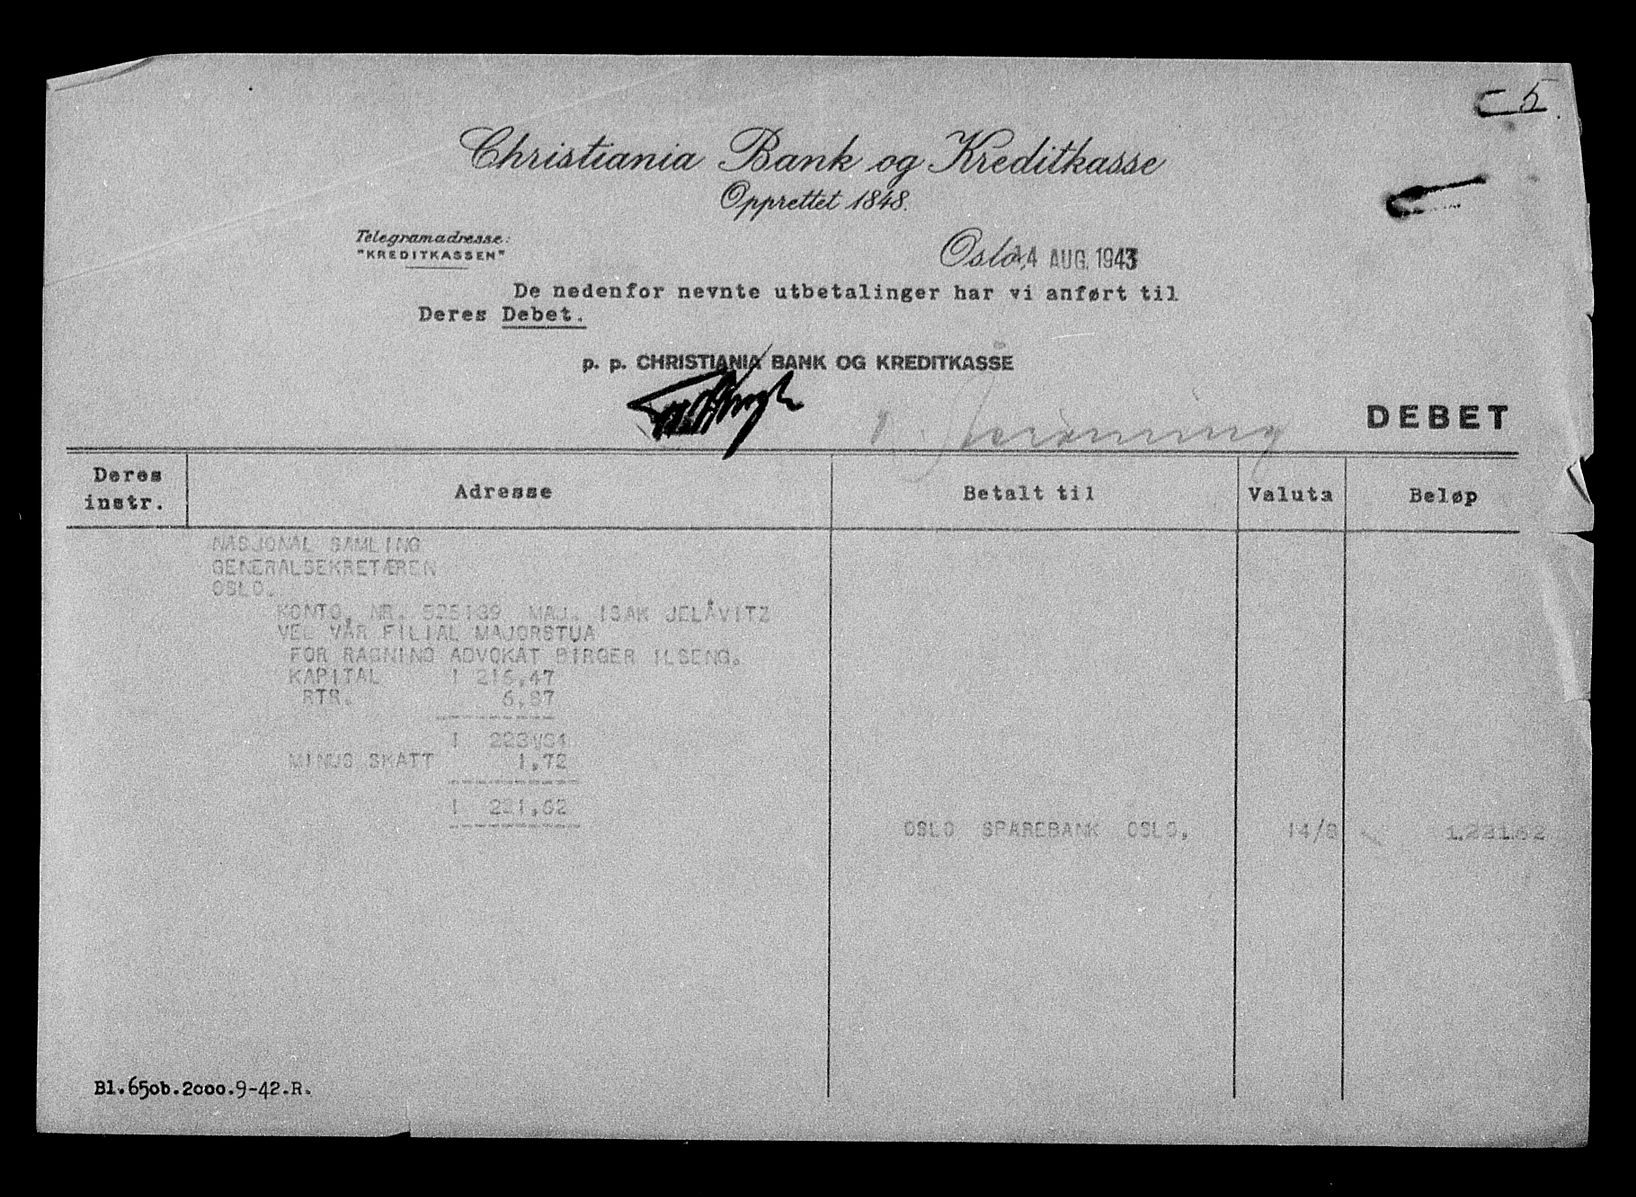 C 5
Christiania Bank og Kreditkasse
Opprettet 1848.
Telegramadresse:
"KREDITKASSEN"
Oslo, 14 AUG. 1943
De nedenfor nevnte utbetalinger har vi anført til
Deres Debet.
p. p. CHRISTIANIA BANK OG KREDITKASSE
DEBET
Deres instr. Adresse Betalt til Valuta Beløp
NASJONAL SAMLING
GENERALSEKRETÆREN
OSLO.
KONTO, NR. 525139 MAJ. ISAK JELÅVITZ
VED VÅR FILIAL MAJORSTUA
FOR RAGNING ADVOKAT BIRGER ILSENG.
KAPITAL 1 216,47
RTR. 6,87
1 223,34
MINUS SKATT 1,72
1 221,62
OSLO SPAREBANK OSLO, 14/8 1.221.62
Bl.650b.2000.9-42.R.